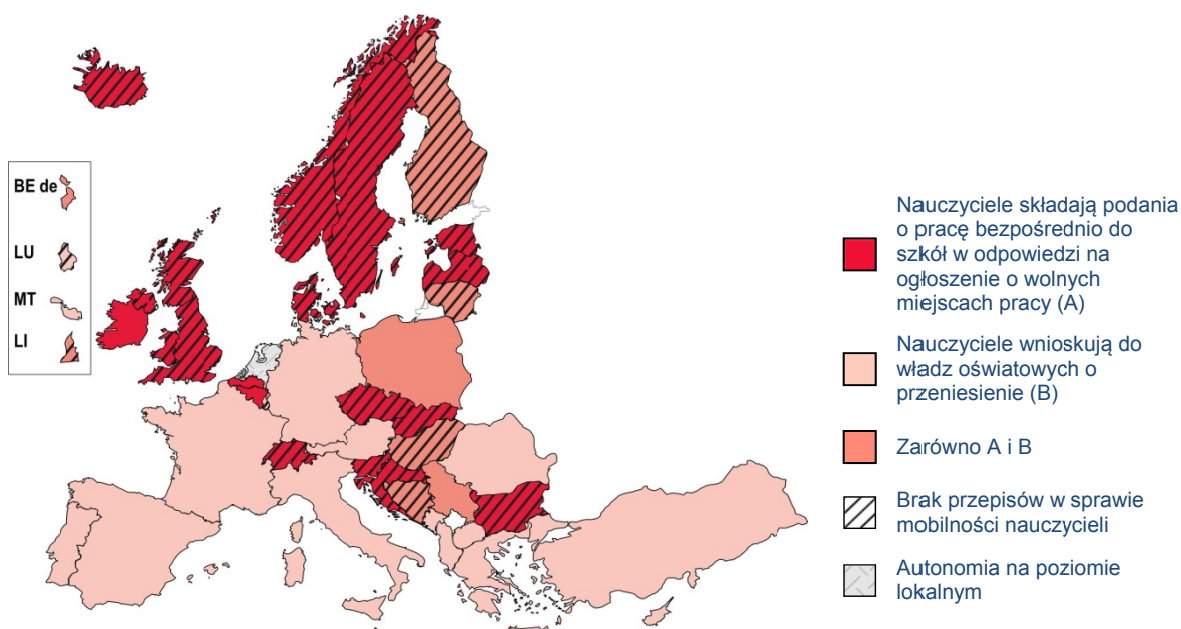 BE de
LU
MT
LI
Nauczyciele składają podania
o pracę bezpośrednio do
szkół w odpowiedzi na
ogłoszenie o wolnych
miejscach pracy (A)
Nauczyciele wnioskują do
władz oświatowych o
przeniesienie (B)
Zarówno A i B
Brak przepisów w sprawie
mobilności nauczycieli
Autonomia na poziomie
lokalnym